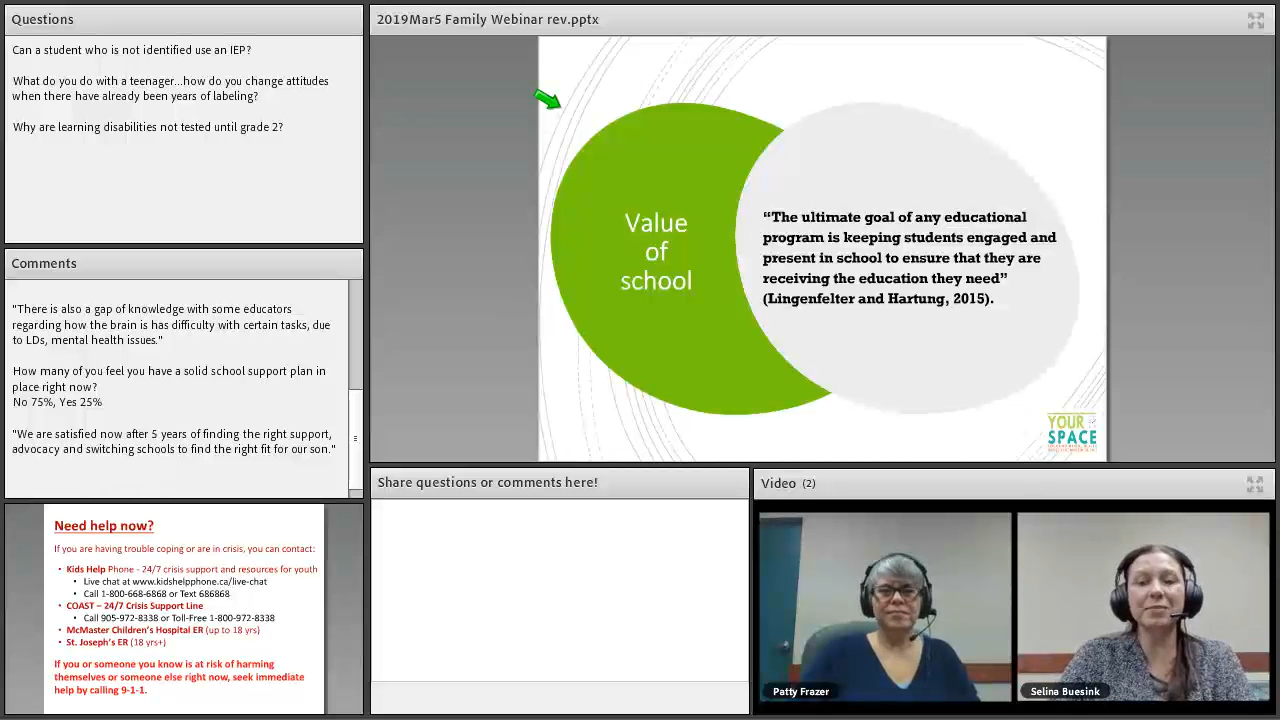 Questions
Can a student who is not identified use an IEP?
What do you do with a teenager...how do you change attitudes
when there have already been years of labeling?
Why are learning disabilities not tested until grade 2?
Comments
"There is also a gap of knowledge with some educators
regarding how the brain is has difficulty with certain tasks, due
to LDs, mental health issues."
How many of you feel you have a solid school support plan in
place right now?
No 75%, Yes 25%
"We are satisfied now after 5 years of finding the right support,
advocacy and switching schools to find the right fit for our son."
Need help now?
If you are having trouble coping or are in crisis, you can contact:
• Kids Help Phone - 24/7 crisis support and resources for youth
• Live chat at www.kidshelpphone.ca/live-chat
• Call 1-800-668-6868 or Text 686868
• COAST – 24/7 Crisis Support Line
• Call 905-972-8338 or Toll-Free 1-800-972-8338
• McMaster Children's Hospital ER (up to 18 yrs)
• St. Joseph's ER (18 yrs+)
If you or someone you know is at risk of harming
themselves or someone else right now, seek immediate
help by calling 9-1-1.
2019Mar5 Family Webinar rev.pptx
Value
of
school
“The ultimate goal of any educational
program is keeping students engaged and
present in school to ensure that they are
receiving the education they need”
(Lingenfelter and Hartung, 2015).
YOUR
SPACE
Share questions or comments here!
Video (2)
Patty Frazer
Selina Buesink